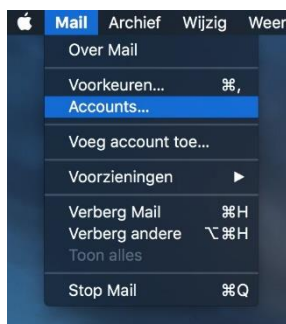 Mail Archief Wijzig Weer
Over Mail
Voorkeuren... ⌘,
Accounts...
Voeg account toe...
Voorzieningen ▶
Verberg Mail ⌘H
Verberg andere ⌥⌘H
Toon alles
Stop Mail ⌘Q